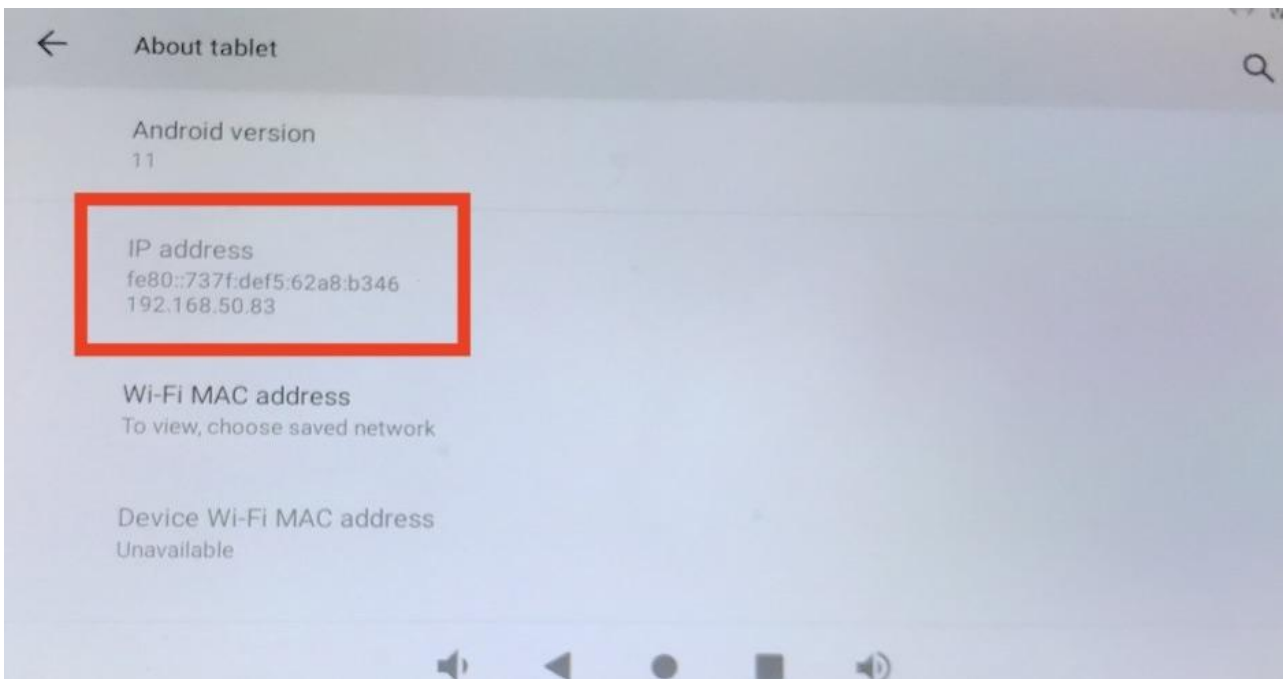 About tablet
Android version
11
IP address
fe80::737f:def5:62a8:b346
192.168.50.83
Wi-Fi MAC address
To view, choose saved network
Device Wi-Fi MAC address
Unavailable